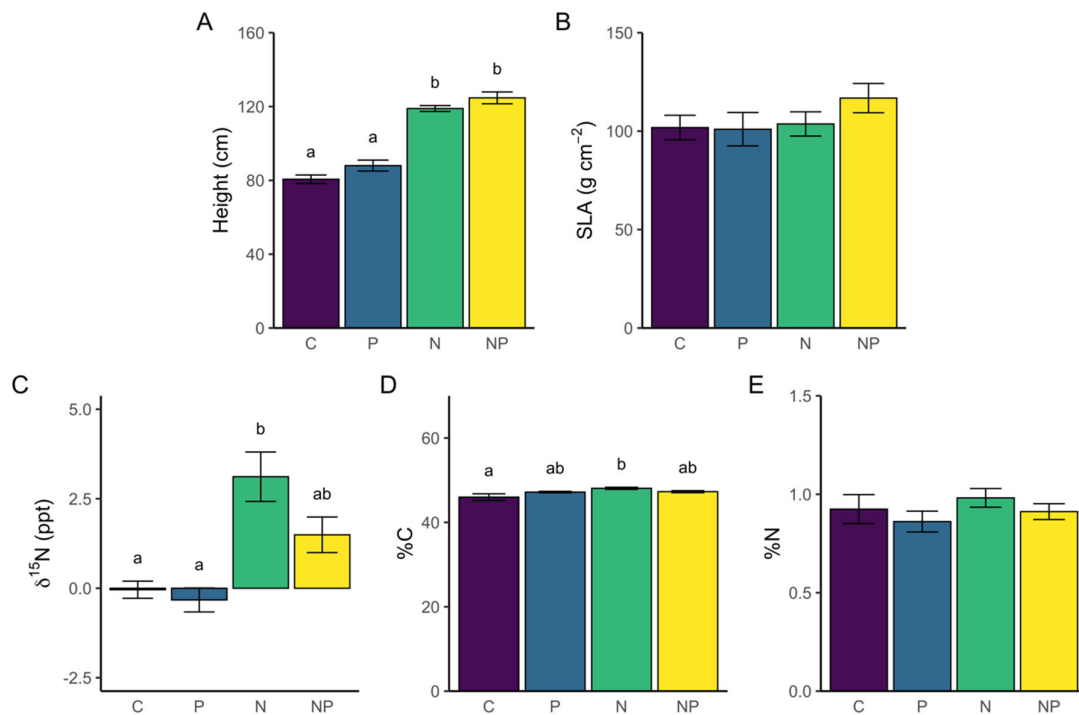 A
Height (cm)
160
120
80
40
0
a
a
b
b
C P N NP
B
SLA (g cm⁻²)
150
100
50
0
C P N NP
C
δ¹⁵N (ppt)
5.0
2.5
0.0
-2.5
a
a
b
ab
C P N NP
D
%C
60
40
20
0
a
ab
b
ab
C P N NP
E
%N
1.5
1.0
0.5
0.0
C P N NP